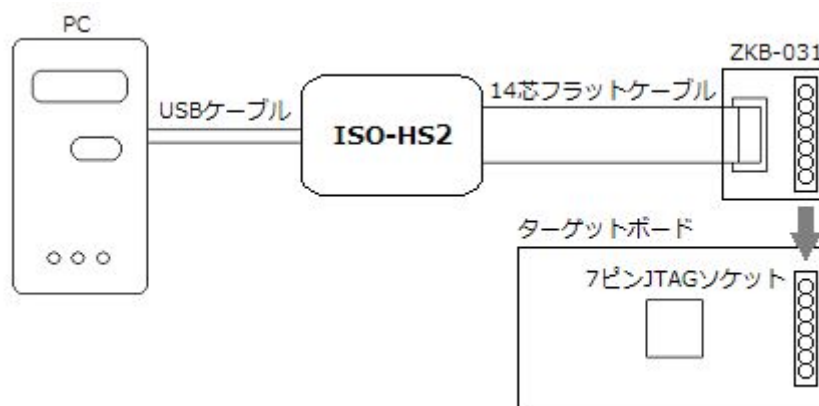 PC
ZKB-031
USBケーブル
14芯フラットケーブル
ISO-HS2
ターゲットボード
7ピンJTAGソケット